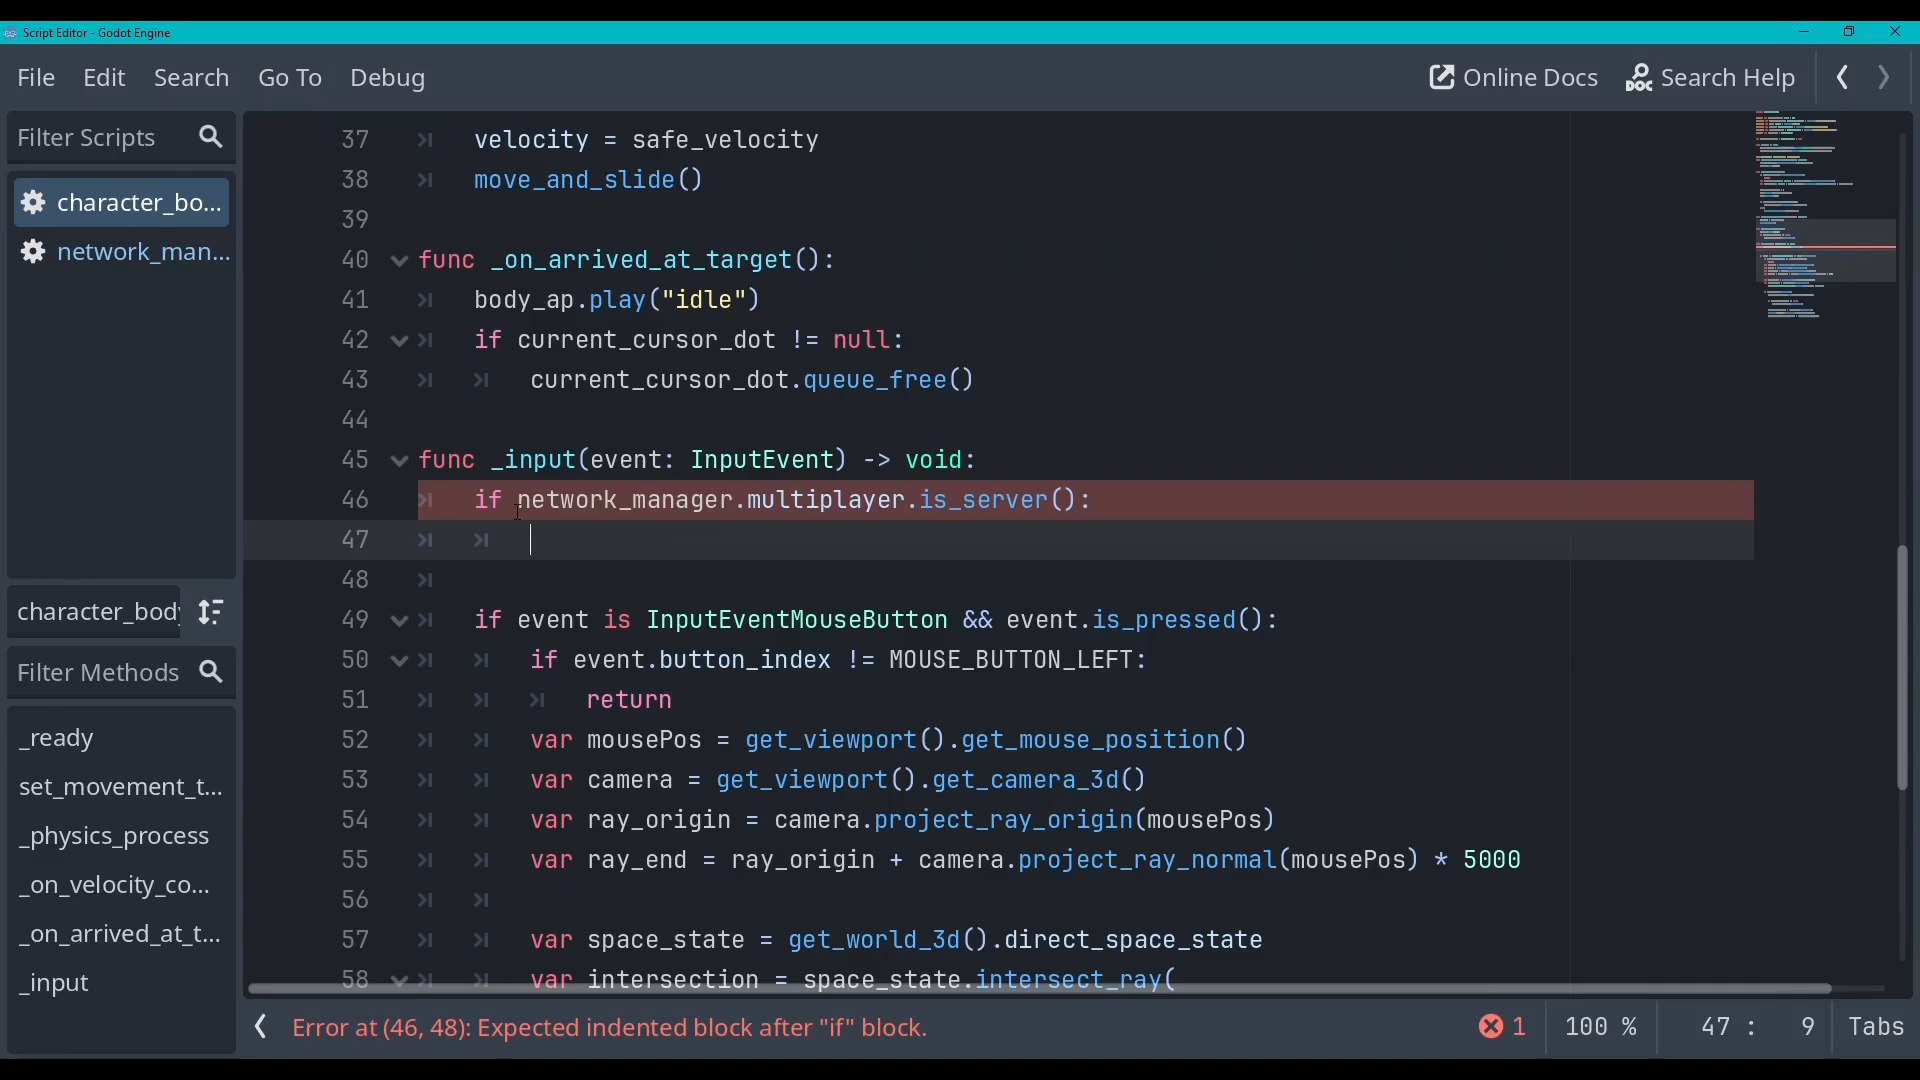 Script Editor - Godot Engine
File Edit Search Go To Debug Online Docs Search Help
Filter Scripts
character_bo...
network_man...
character_body
Filter Methods
_ready
set_movement_t...
_physics_process
_on_velocity_co...
_on_arrived_at_t...
_input
37 velocity = safe_velocity
38 move_and_slide()
39
40 func _on_arrived_at_target():
41 body_ap.play("idle")
42 if current_cursor_dot != null:
43 current_cursor_dot.queue_free()
44
45 func _input(event: InputEvent) -> void:
46 if network_manager.multiplayer.is_server():
47
48
49 if event is InputEventMouseButton && event.is_pressed():
50 if event.button_index != MOUSE_BUTTON_LEFT:
51 return
52 var mousePos = get_viewport().get_mouse_position()
53 var camera = get_viewport().get_camera_3d()
54 var ray_origin = camera.project_ray_origin(mousePos)
55 var ray_end = ray_origin + camera.project_ray_normal(mousePos) * 5000
56
57 var space_state = get_world_3d().direct_space_state
58 var intersection = space_state.intersect_ray(
Error at (46, 48): Expected indented block after "if" block. 1 100 % 47 : 9 Tabs